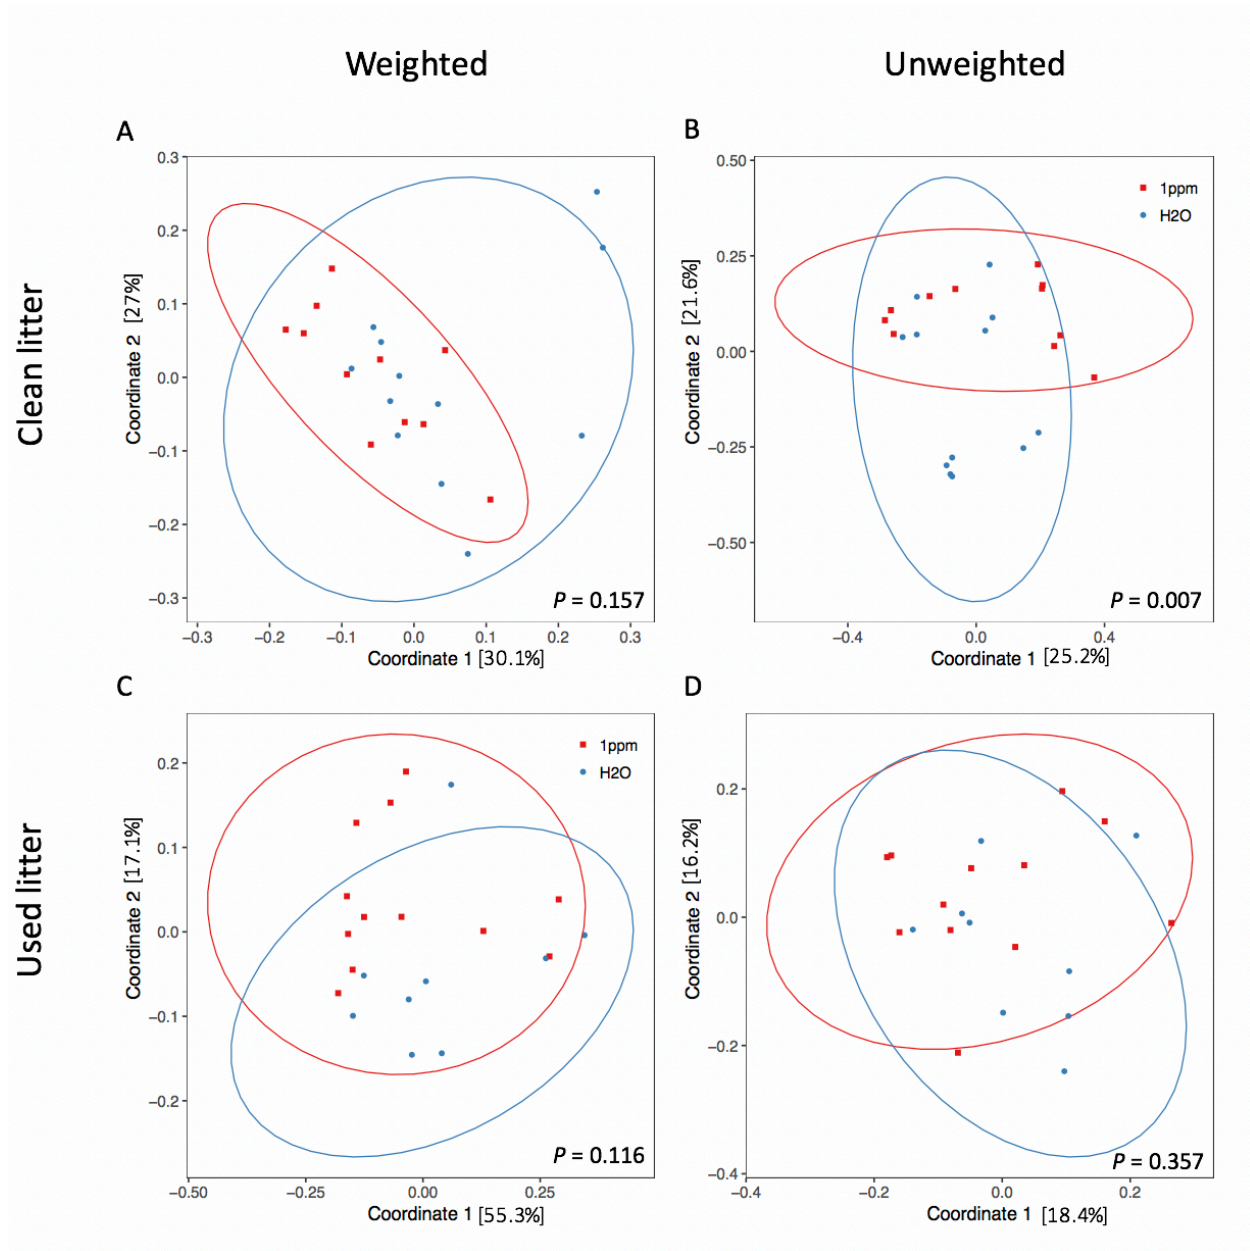 Weighted
Unweighted
Clean litter
A
0.3
0.2
0.1
0.0
−0.1
−0.2
−0.3
Coordinate 2 [27%]
−0.3 −0.2 −0.1 0.0 0.1 0.2 0.3
Coordinate 1 [30.1%]
P = 0.157
B
0.50
0.25
0.00
−0.25
−0.50
Coordinate 2 [21.6%]
1ppm
H2O
−0.4 0.0 0.4
Coordinate 1 [25.2%]
P = 0.007
Used litter
C
0.2
0.1
0.0
−0.1
−0.2
Coordinate 2 [17.1%]
1ppm
H2O
−0.50 −0.25 0.00 0.25
Coordinate 1 [55.3%]
P = 0.116
D
0.2
0.0
−0.2
−0.4
Coordinate 2 [16.2%]
−0.4 −0.2 0.0 0.2
Coordinate 1 [18.4%]
P = 0.357